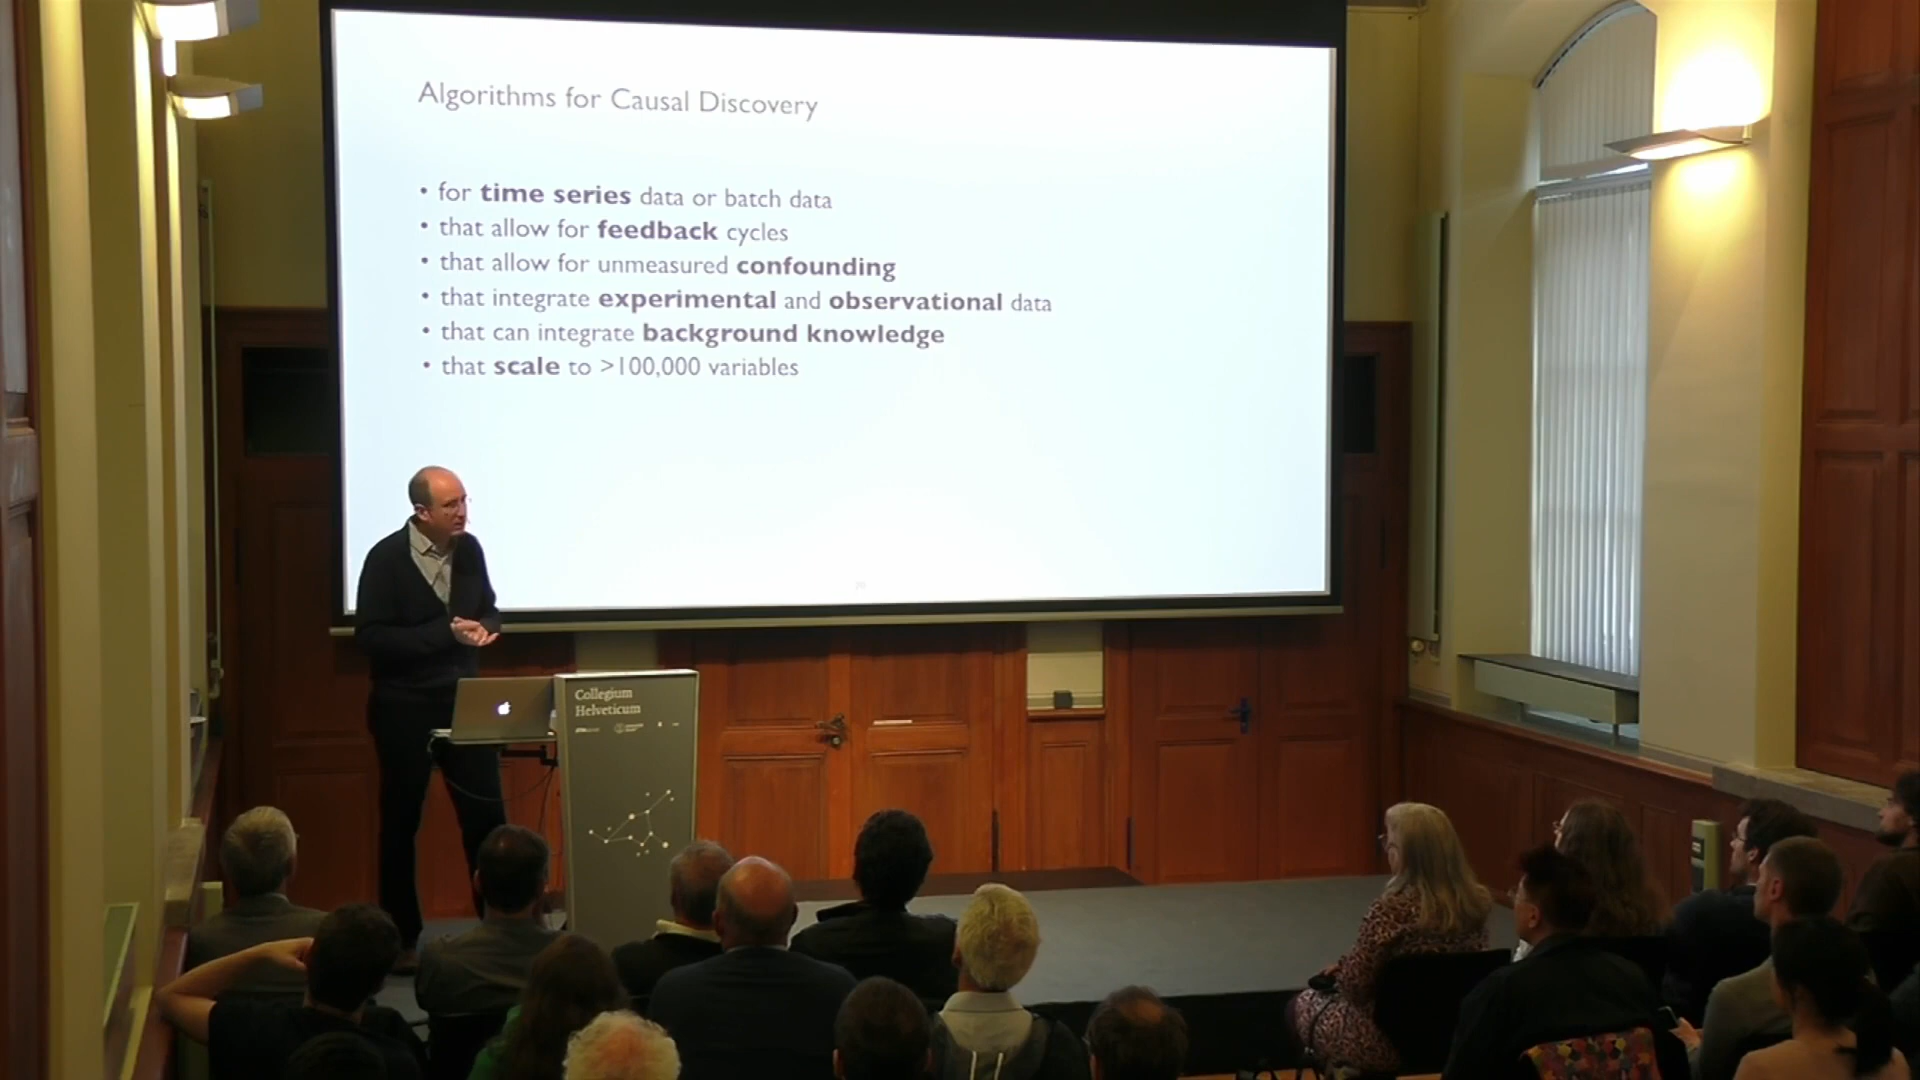 Algorithms for Causal Discovery
• for time series data or batch data
• that allow for feedback cycles
• that allow for unmeasured confounding
• that integrate experimental and observational data
• that can integrate background knowledge
• that scale to >100,000 variables
Collegium
Helveticum